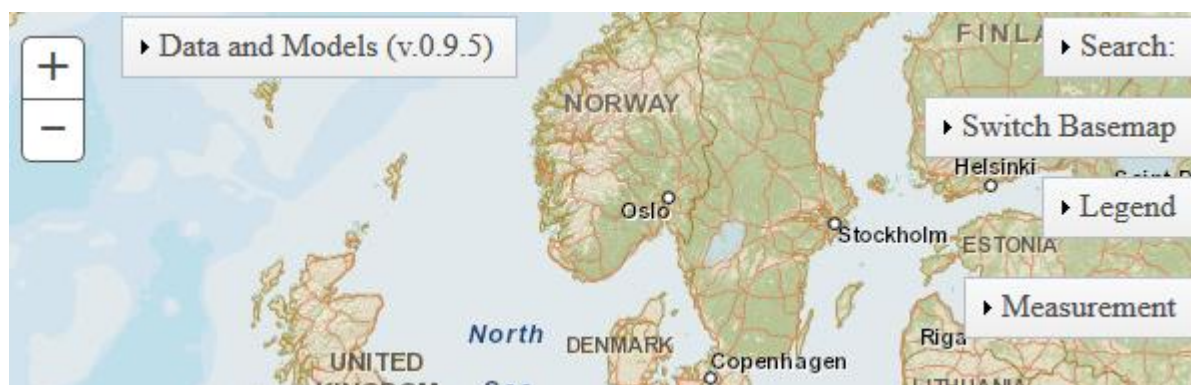 +
−
▸ Data and Models (v.0.9.5)
FINLA
▸ Search:
NORWAY
▸ Switch Basemap
Helsinki
Oslo
▸ Legend
Stockholm
ESTONIA
▸ Measurement
North
DENMARK
Riga
UNITED
Copenhagen